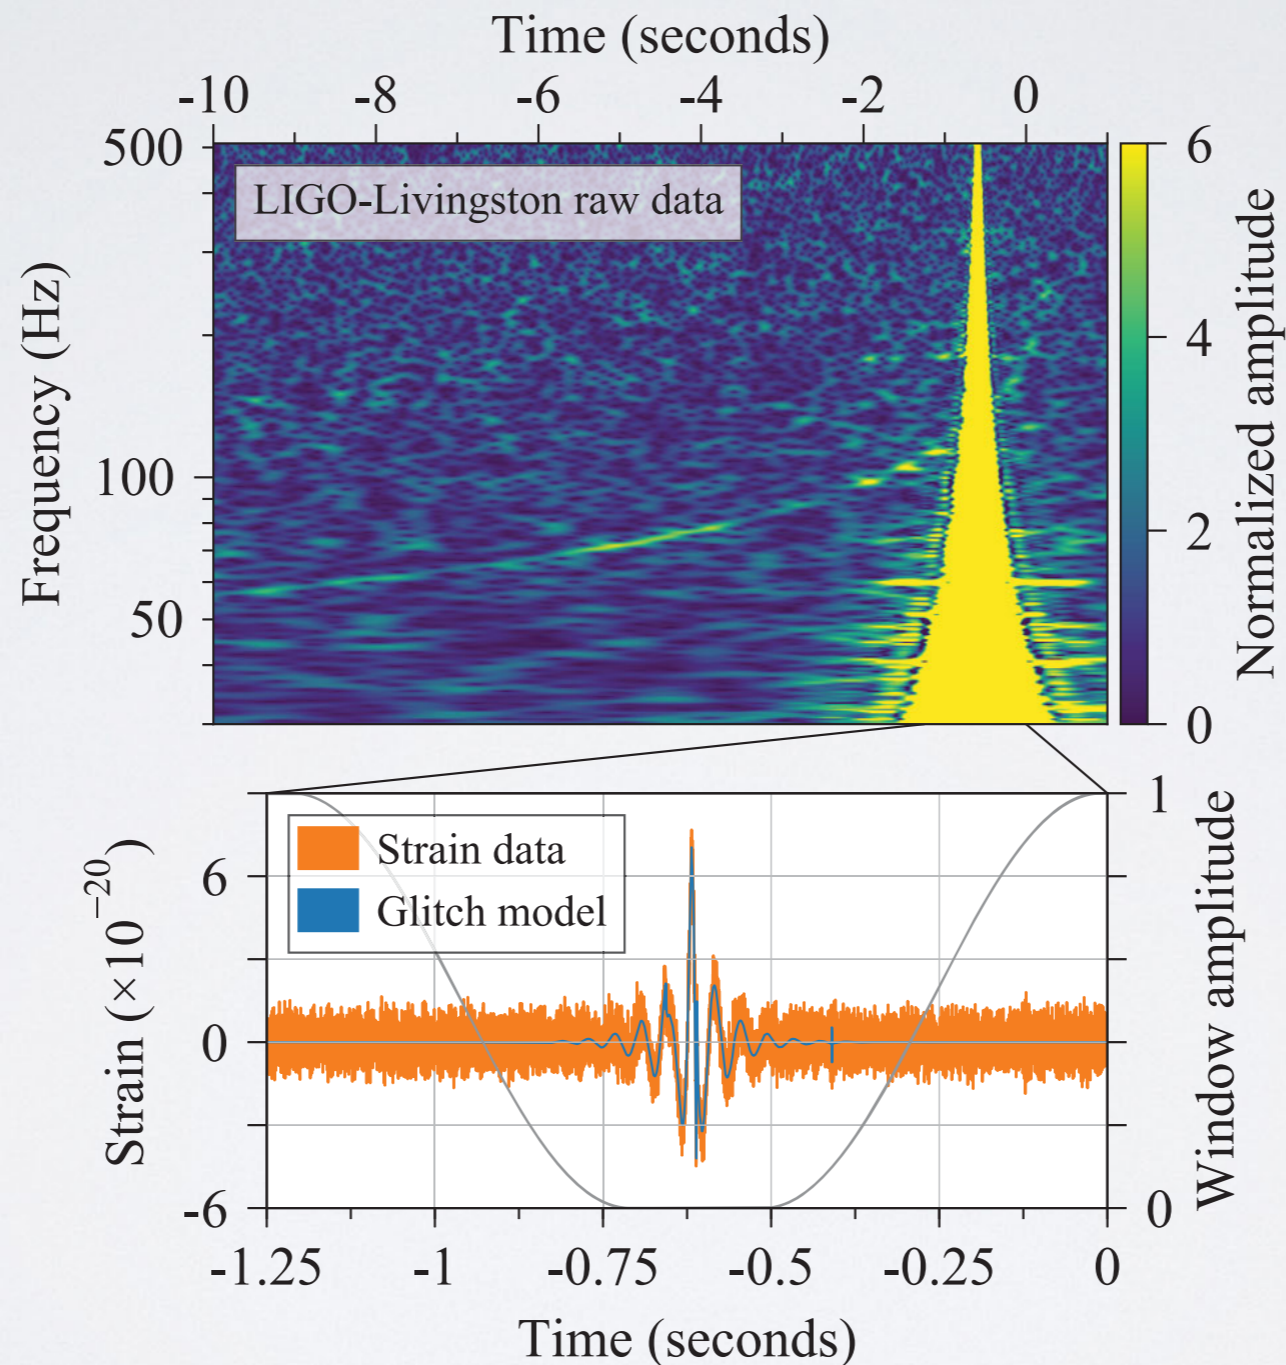 Time (seconds)
-10 -8 -6 -4 -2 0
500
100
50
Frequency (Hz)
LIGO-Livingston raw data
6
4
2
0
Normalized amplitude
Strain data
Glitch model
6
0
-6
Strain (×10⁻²⁰)
1
0
Window amplitude
-1.25 -1 -0.75 -0.5 -0.25 0
Time (seconds)